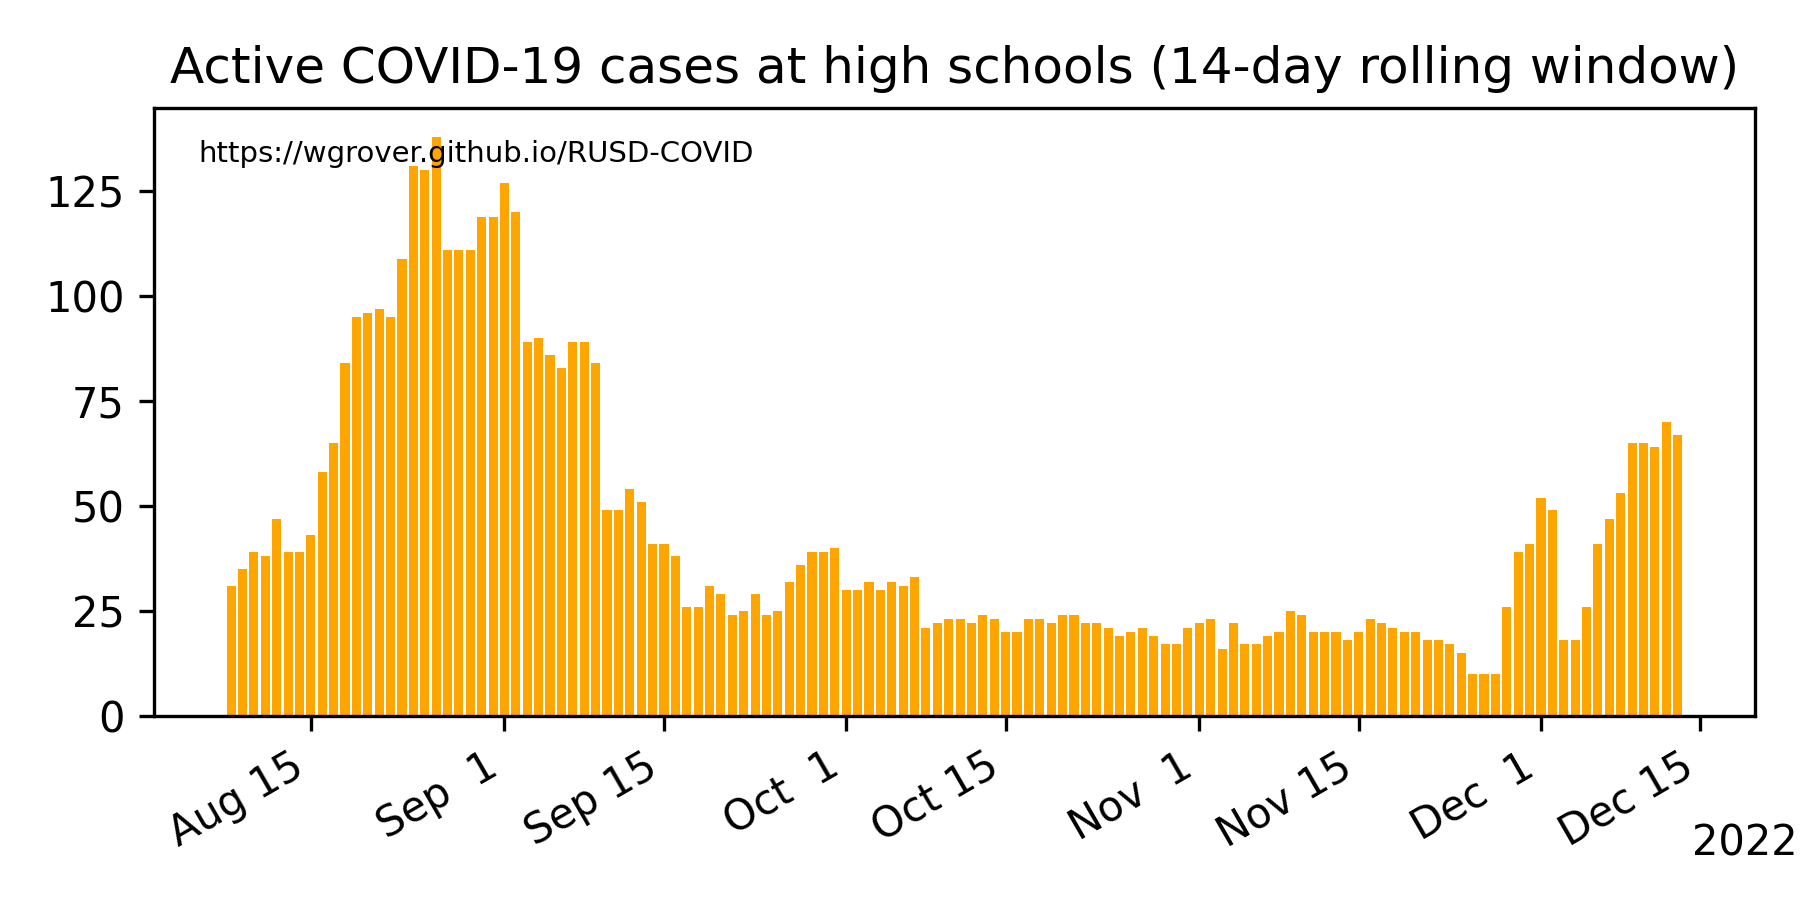 Active COVID-19 cases at high schools (14-day rolling window)
https://wgrover.github.io/RUSD-COVID
125
100
75
50
25
0
Aug 15
Sep 1
Sep 15
Oct 1
Oct 15
Nov 1
Nov 15
Dec 1
Dec 15
2022